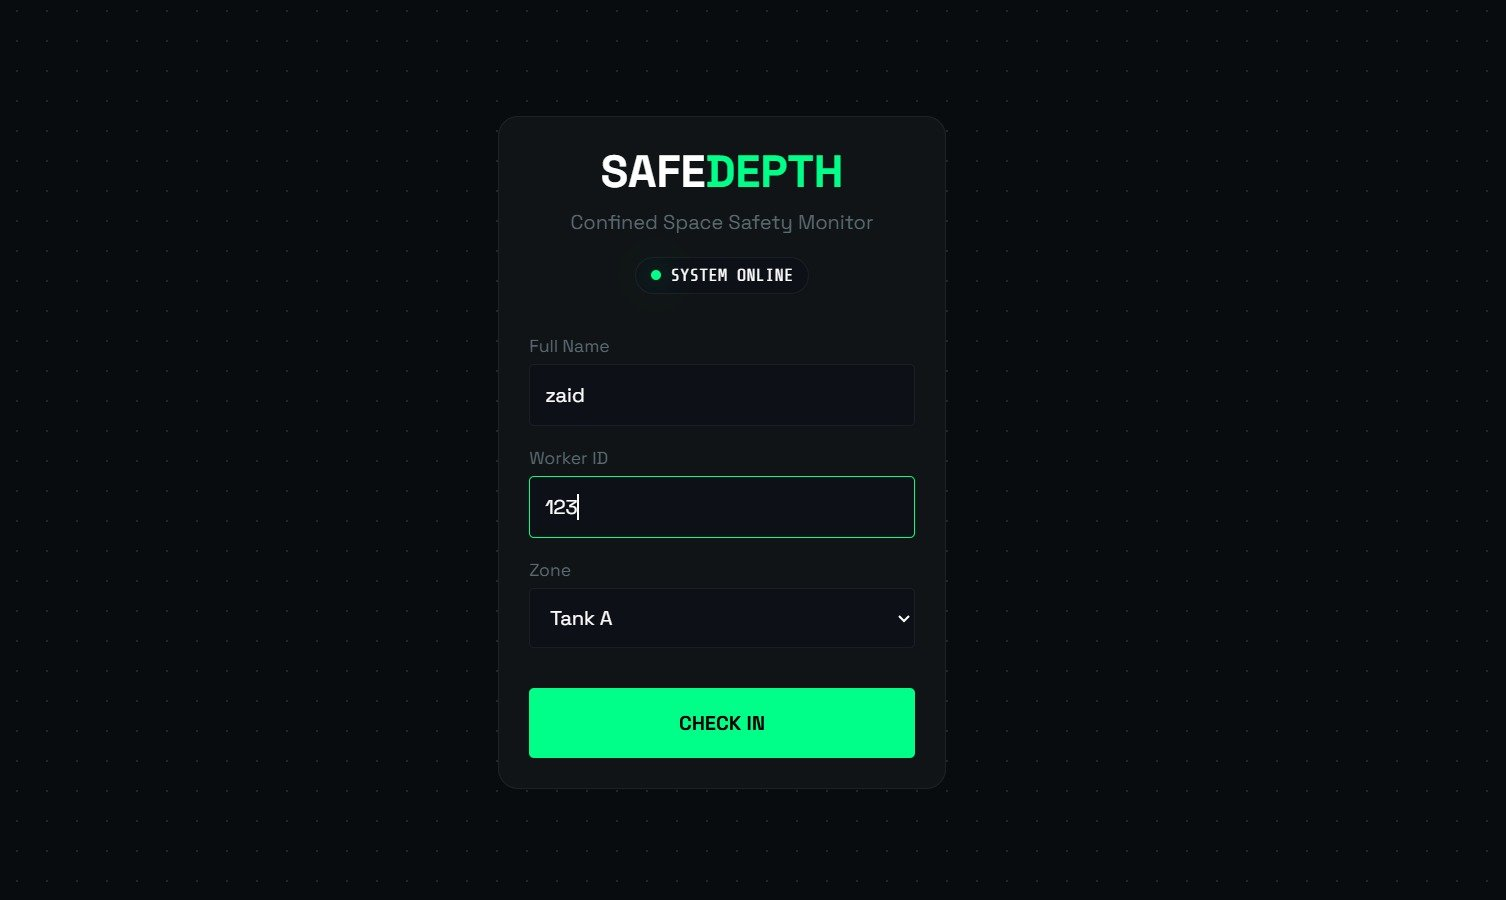 SAFEDEPTH
Confined Space Safety Monitor
SYSTEM ONLINE
Full Name
zaid
Worker ID
123
Zone
Tank A
CHECK IN